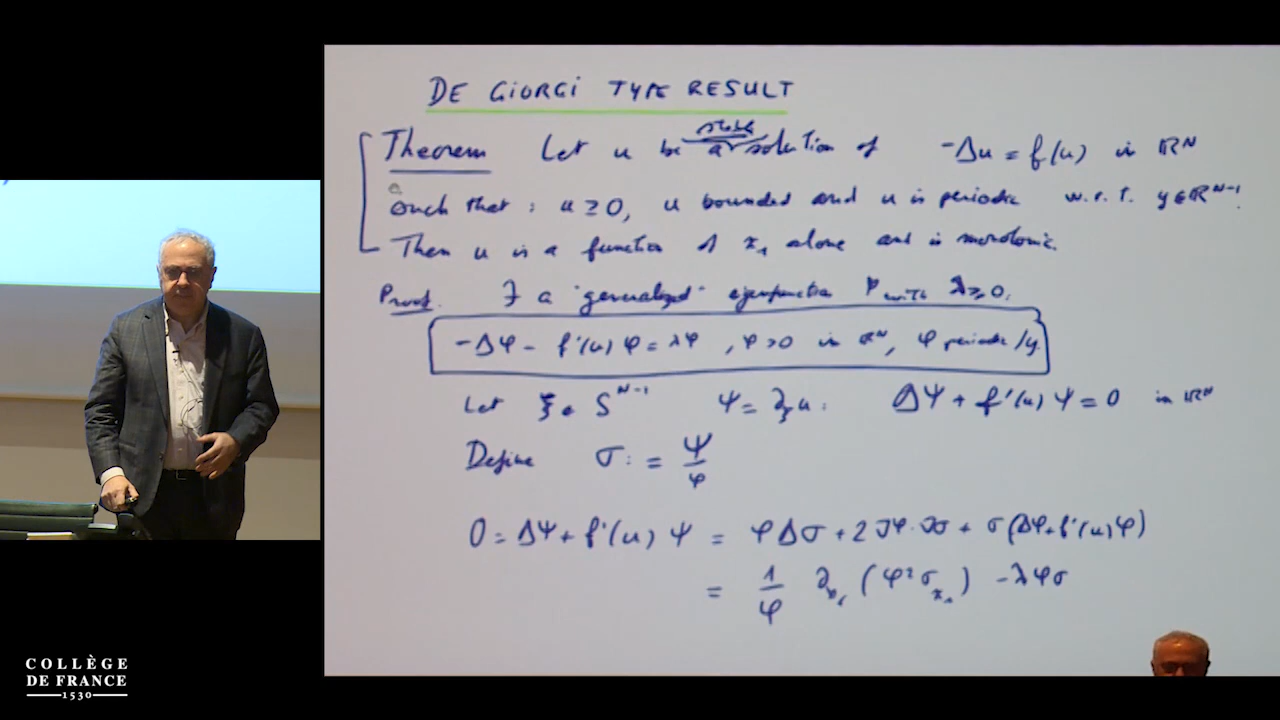 DE GIORGI TYPE RESULT
Theorem Let u be a stable solution of -Δu = f(u) in ℝᴺ
such that : u ≥ 0, u bounded and u is periodic w.r.t. y ∈ ℝᴺ⁻¹.
Then u is a function of x₁ alone and is monotonic.
Proof. ∃ a "generalized" eigenfunction φ with λ ≥ 0.
-Δφ - f'(u) φ = λφ , φ > 0 in ℝᴺ, φ periodic /y
Let ξ ∈ Sᴺ⁻¹ Ψ = ∂ξ u : ΔΨ + f'(u) Ψ = 0 in ℝᴺ
Define σ := Ψ/φ
0 = ΔΨ + f'(u) Ψ = φΔσ + 2 ∇φ·∇σ + σ(Δφ + f'(u)φ)
= 1/φ ∂x₁ (φ² σx₁) - λφσ
COLLÈGE
DE FRANCE
1530